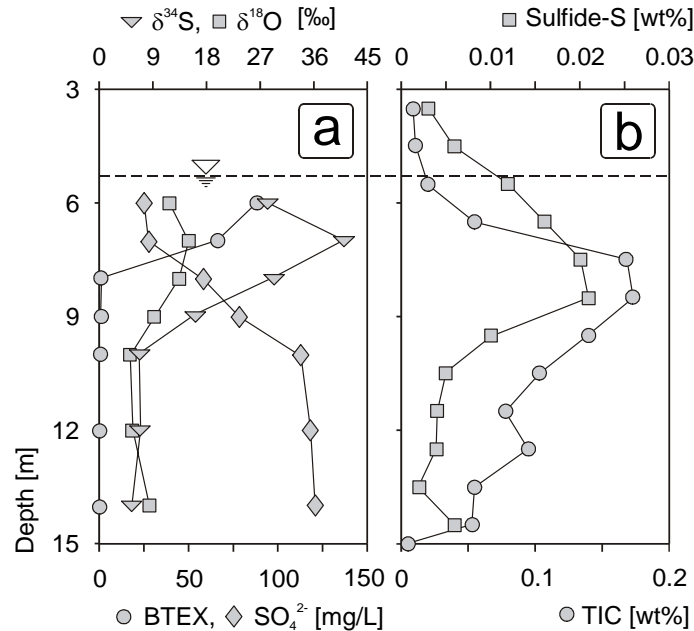 δ³⁴S, δ¹⁸O [‰]
Sulfide-S [wt%]
0 9 18 27 36 45
0 0.01 0.02 0.03
3
6
9
12
15
Depth [m]
a
b
0 50 100 150
0 0.1 0.2
BTEX, SO₄²⁻ [mg/L]
TIC [wt%]